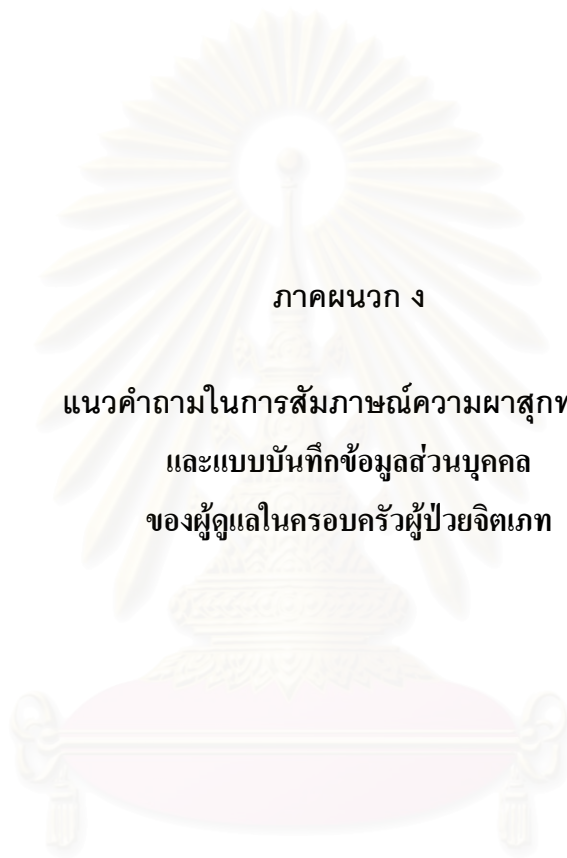 ภาคผนวก ง
แนวคำถามในการสัมภาษณ์ความผาสุก
และแบบบันทึกข้อมูลส่วนบุคคล
ของผู้ดูแลในครอบครัวผู้ป่วยจิตเภท